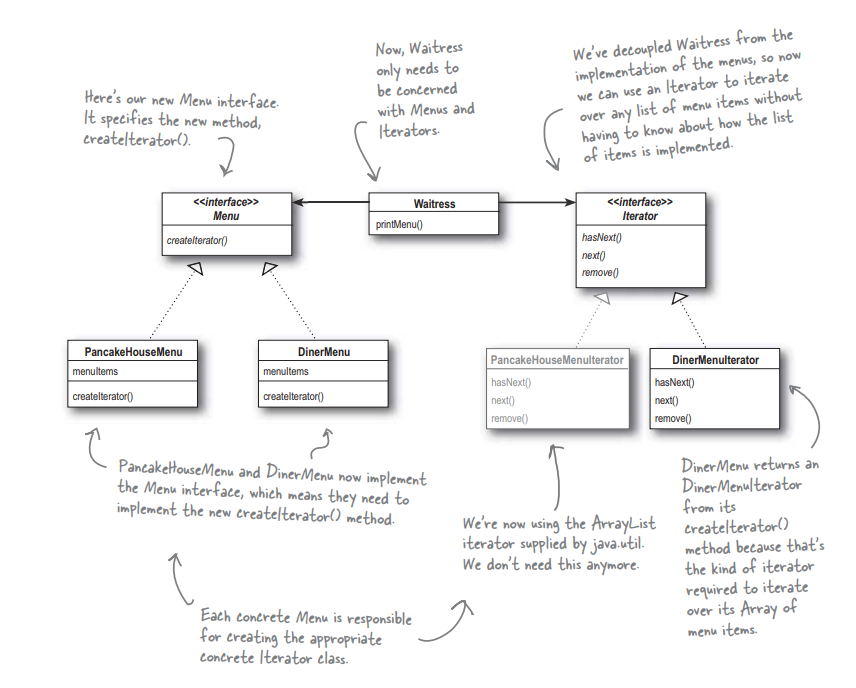 Here's our new Menu interface.
It specifies the new method,
createIterator().
Now, Waitress
only needs to
be concerned
with Menus and
Iterators.
We've decoupled Waitress from the
implementation of the menus, so now
we can use an Iterator to iterate
over any list of menu items without
having to know about how the list
of items is implemented.
<<interface>>
Menu
createIterator()
Waitress
printMenu()
<<interface>>
Iterator
hasNext()
next()
remove()
PancakeHouseMenu
menuItems
createIterator()
DinerMenu
menuItems
createIterator()
PancakeHouseMenuIterator
hasNext()
next()
remove()
DinerMenuIterator
hasNext()
next()
remove()
PancakeHouseMenu and DinerMenu now implement
the Menu interface, which means they need to
implement the new createIterator() method.
We're now using the ArrayList
iterator supplied by java.util.
We don't need this anymore.
DinerMenu returns an
DinerMenuIterator
from its
createIterator()
method because that's
the kind of iterator
required to iterate
over its Array of
menu items.
Each concrete Menu is responsible
for creating the appropriate
concrete Iterator class.